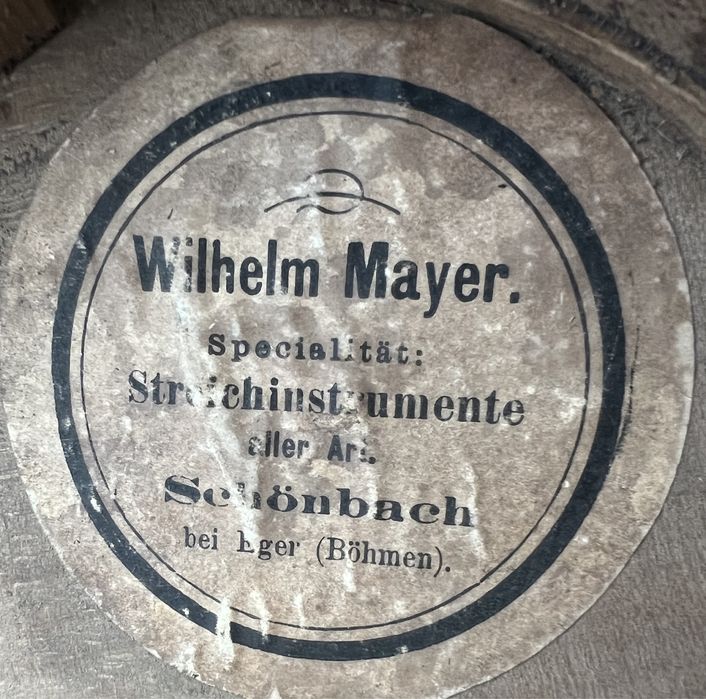 Wilhelm Mayer.
Specialität:
Streichinstrumente
aller Art.
Schönbach
bei Eger (Böhmen).